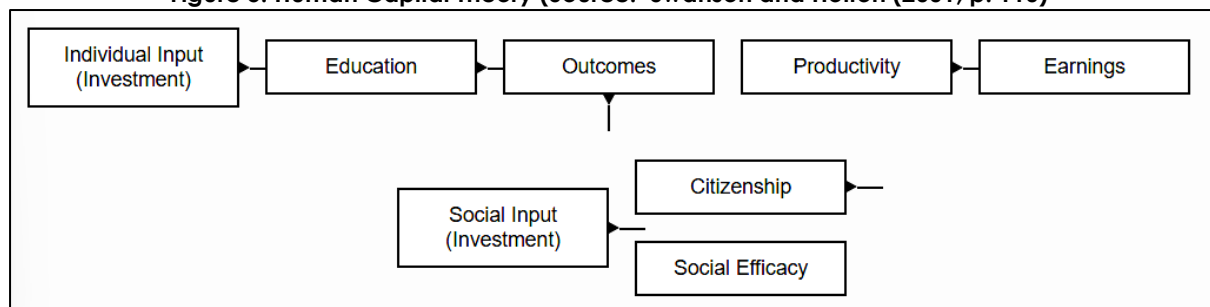 Individual Input
(Investment)
Education
Outcomes
Productivity
Earnings
Citizenship
Social Input
(Investment)
Social Efficacy